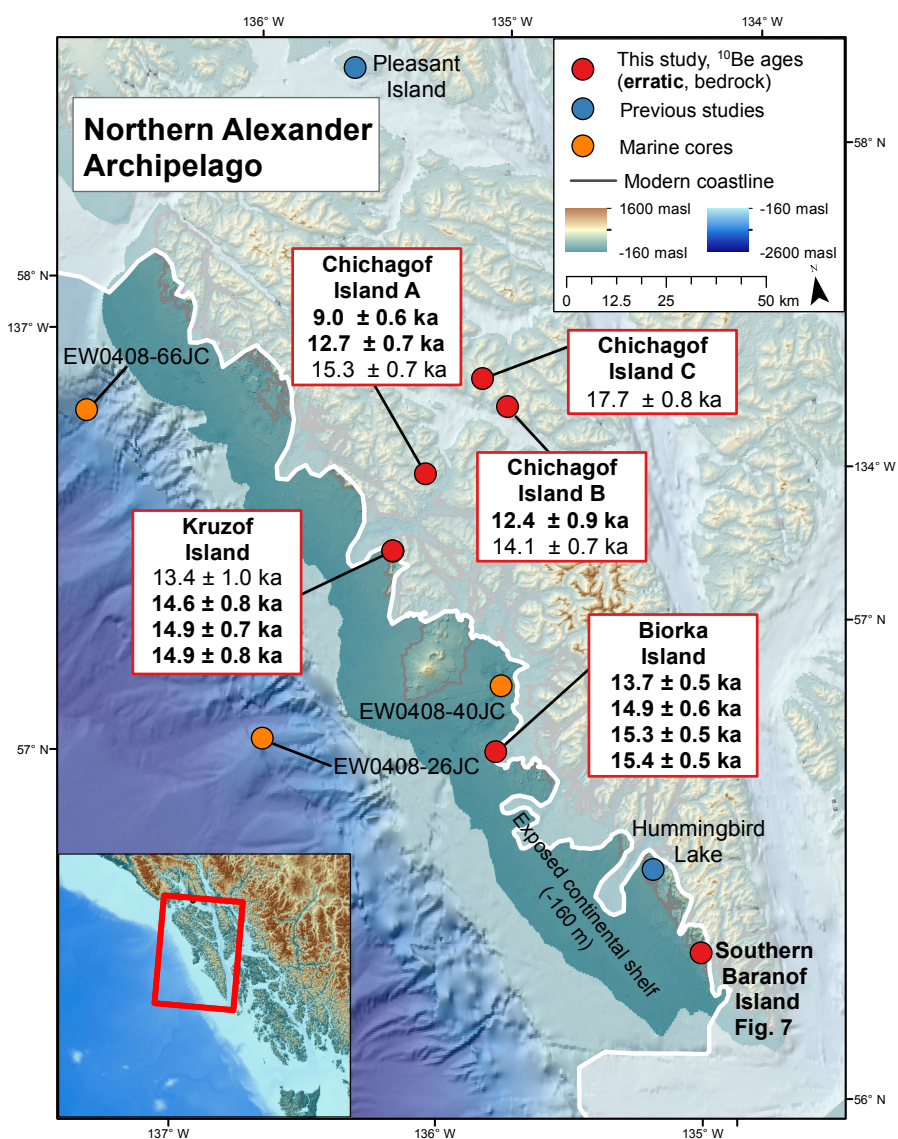 136° W
135° W
134° W
Pleasant
Island
Northern Alexander
Archipelago
This study, ¹⁰Be ages
(erratic, bedrock)
Previous studies
Marine cores
Modern coastline
1600 masl
-160 masl
-160 masl
-2600 masl
N
0
12.5
25
50 km
58° N
58° N
137° W
Chichagof
Island A
9.0 ± 0.6 ka
12.7 ± 0.7 ka
15.3 ± 0.7 ka
EW0408-66JC
Chichagof
Island C
17.7 ± 0.8 ka
Chichagof
Island B
12.4 ± 0.9 ka
14.1 ± 0.7 ka
134° W
Kruzof
Island
13.4 ± 1.0 ka
14.6 ± 0.8 ka
14.9 ± 0.7 ka
14.9 ± 0.8 ka
57° N
Biorka
Island
13.7 ± 0.5 ka
14.9 ± 0.6 ka
15.3 ± 0.5 ka
15.4 ± 0.5 ka
EW0408-40JC
57° N
EW0408-26JC
Exposed continental shelf
(-160 m)
Hummingbird
Lake
Southern
Baranof
Island
Fig. 7
56° N
137° W
136° W
135° W